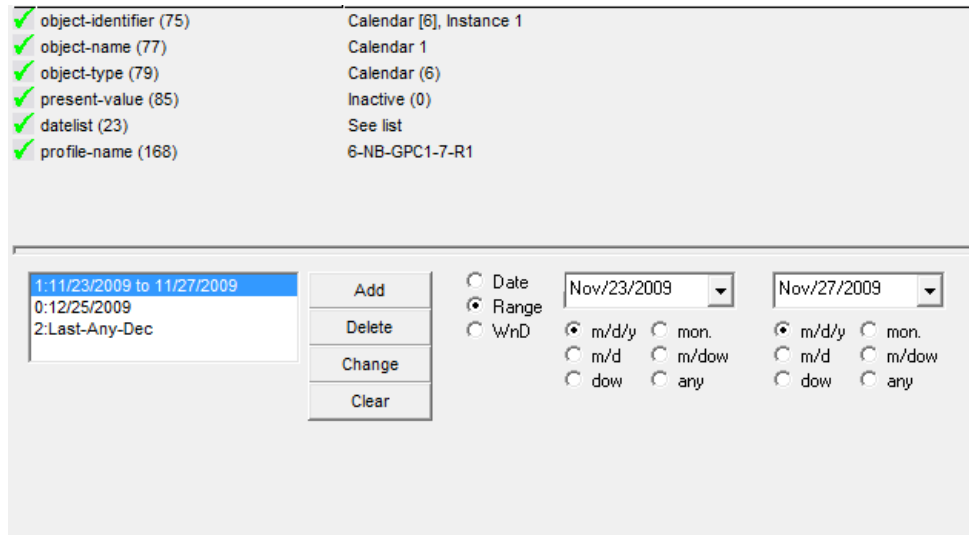 object-identifier (75) Calendar [6], Instance 1
object-name (77) Calendar 1
object-type (79) Calendar (6)
present-value (85) Inactive (0)
datelist (23) See list
profile-name (168) 6-NB-GPC1-7-R1
1:11/23/2009 to 11/27/2009
0:12/25/2009
2:Last-Any-Dec
Add
Delete
Change
Clear
Date
Range
WnD
Nov/23/2009
m/d/y mon.
m/d m/dow
dow any
Nov/27/2009
m/d/y mon.
m/d m/dow
dow any